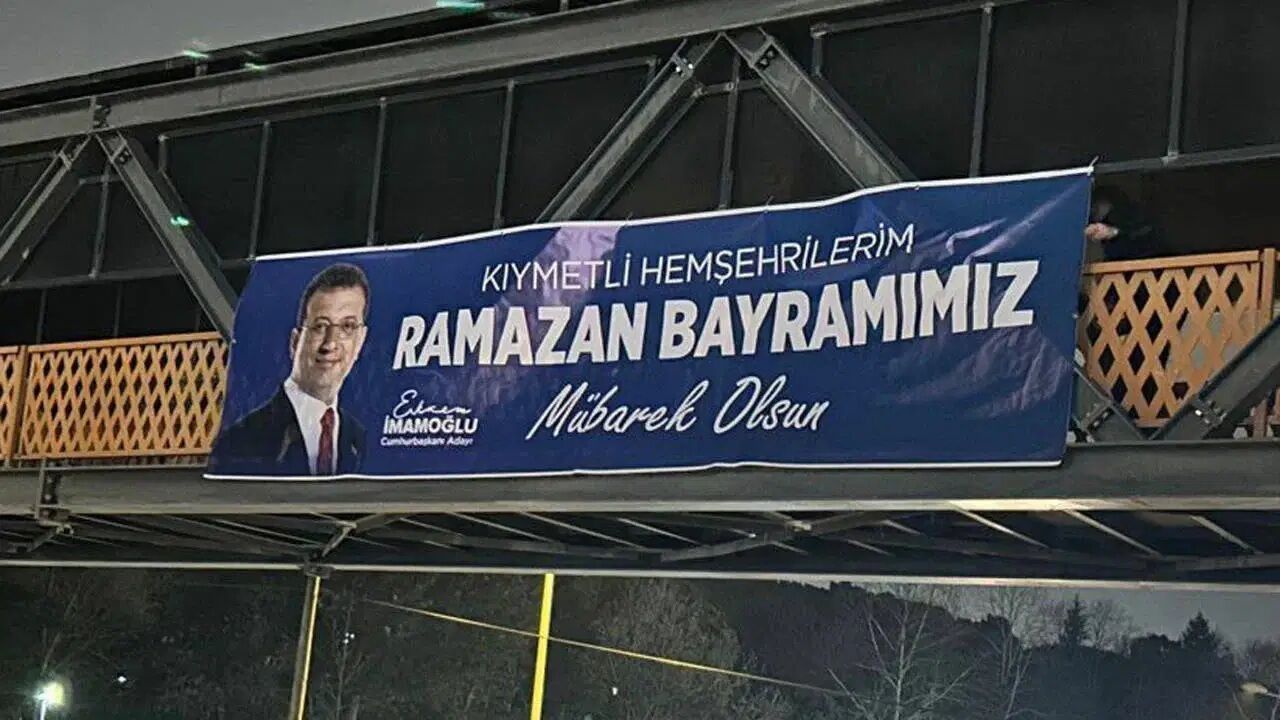 KIYMETLİ HEMŞEHRİLERİM
RAMAZAN BAYRAMIMIZ
Mübarek Olsun
Ekrem
İMAMOĞLU
Cumhurbaşkanı Adayı